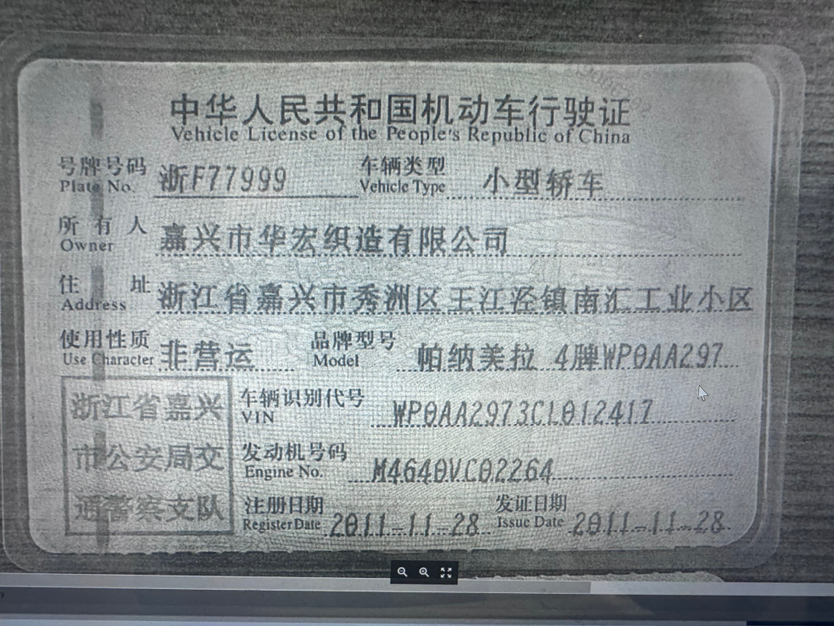 中华人民共和国机动车行驶证
Vehicle License of the People's Republic of China
号牌号码 浙F77999 车辆类型 小型轿车
Plate No. Vehicle Type
所有人 嘉兴市华宏织造有限公司
Owner
住址 浙江省嘉兴市秀洲区王江泾镇南汇工业小区
Address
使用性质 非营运 品牌型号 帕纳美拉 4牌WP0AA297
Use Character Model
浙江省嘉兴
市公安局交
通警察支队
车辆识别代号 WP0AA2973CL012417
VIN
发动机号码 M4640VC02264
Engine No.
注册日期 2011-11-28 发证日期 2011-11-28
Register Date Issue Date